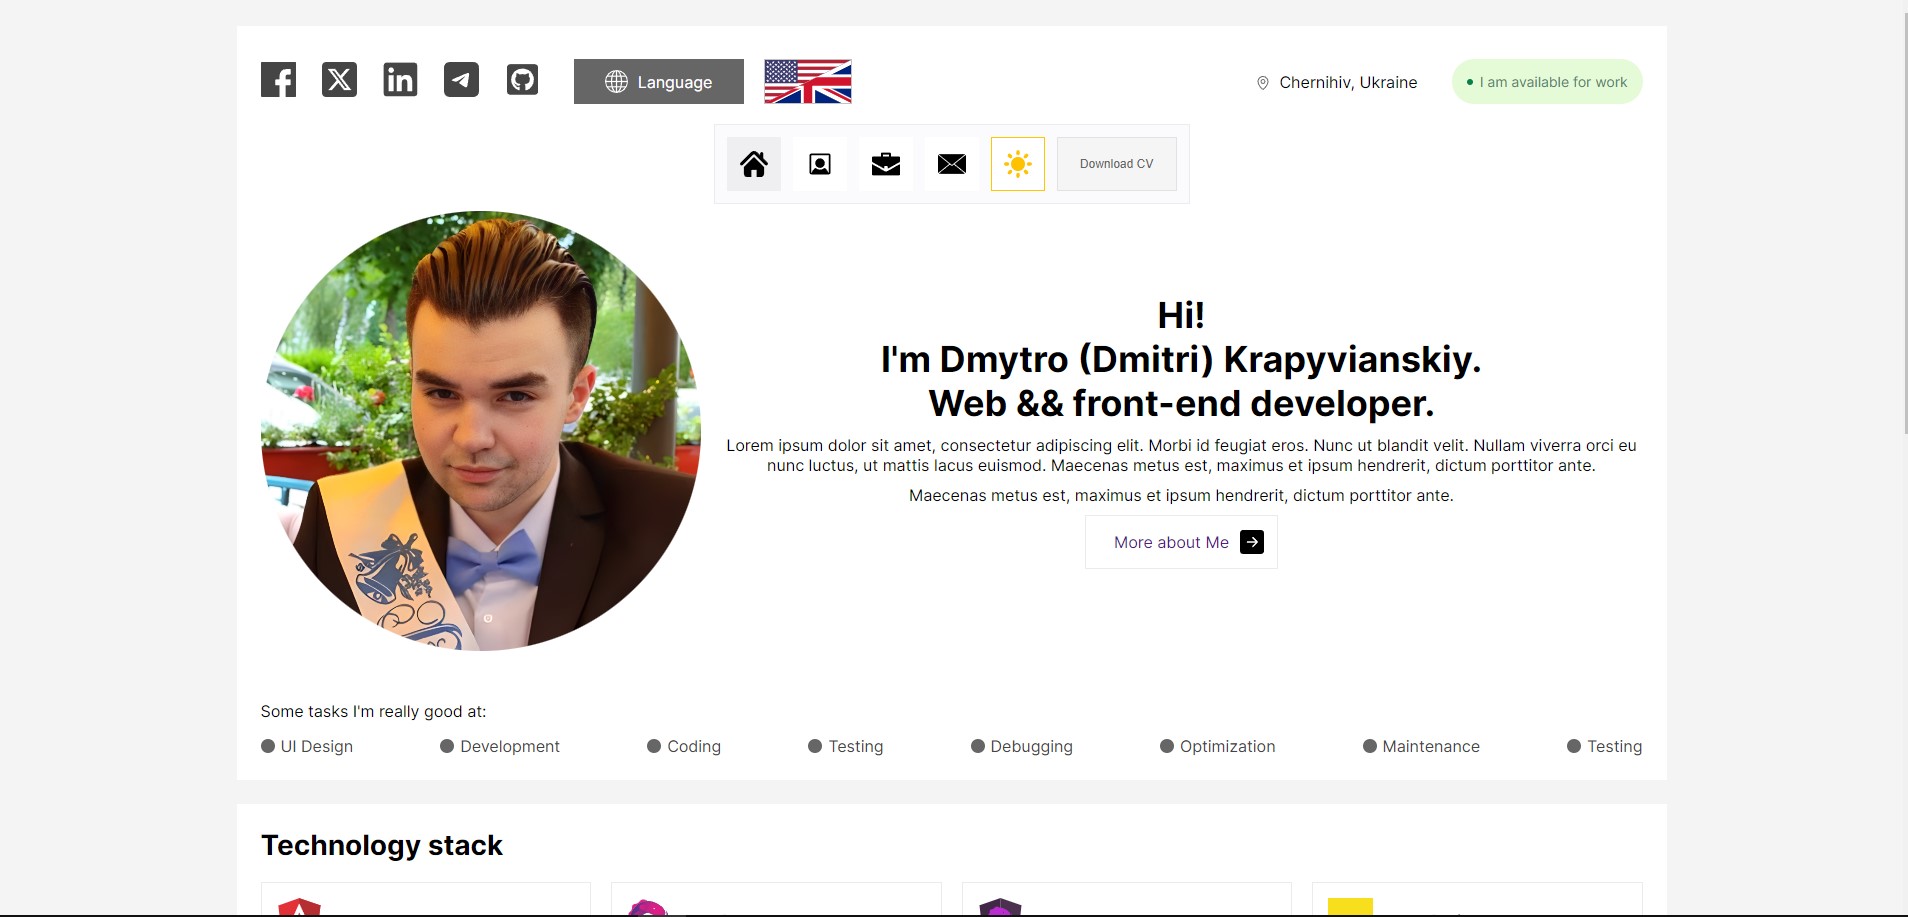 Language
Chernihiv, Ukraine
I am available for work
Download CV
Hi!
I'm Dmytro (Dmitri) Krapyvianskiy.
Web && front-end developer.
Lorem ipsum dolor sit amet, consectetur adipiscing elit. Morbi id feugiat eros. Nunc ut blandit velit. Nullam viverra orci eu
nunc luctus, ut mattis lacus euismod. Maecenas metus est, maximus et ipsum hendrerit, dictum porttitor ante.
Maecenas metus est, maximus et ipsum hendrerit, dictum porttitor ante.
More about Me
Some tasks I'm really good at:
UI Design Development Coding Testing Debugging Optimization Maintenance Testing
Technology stack